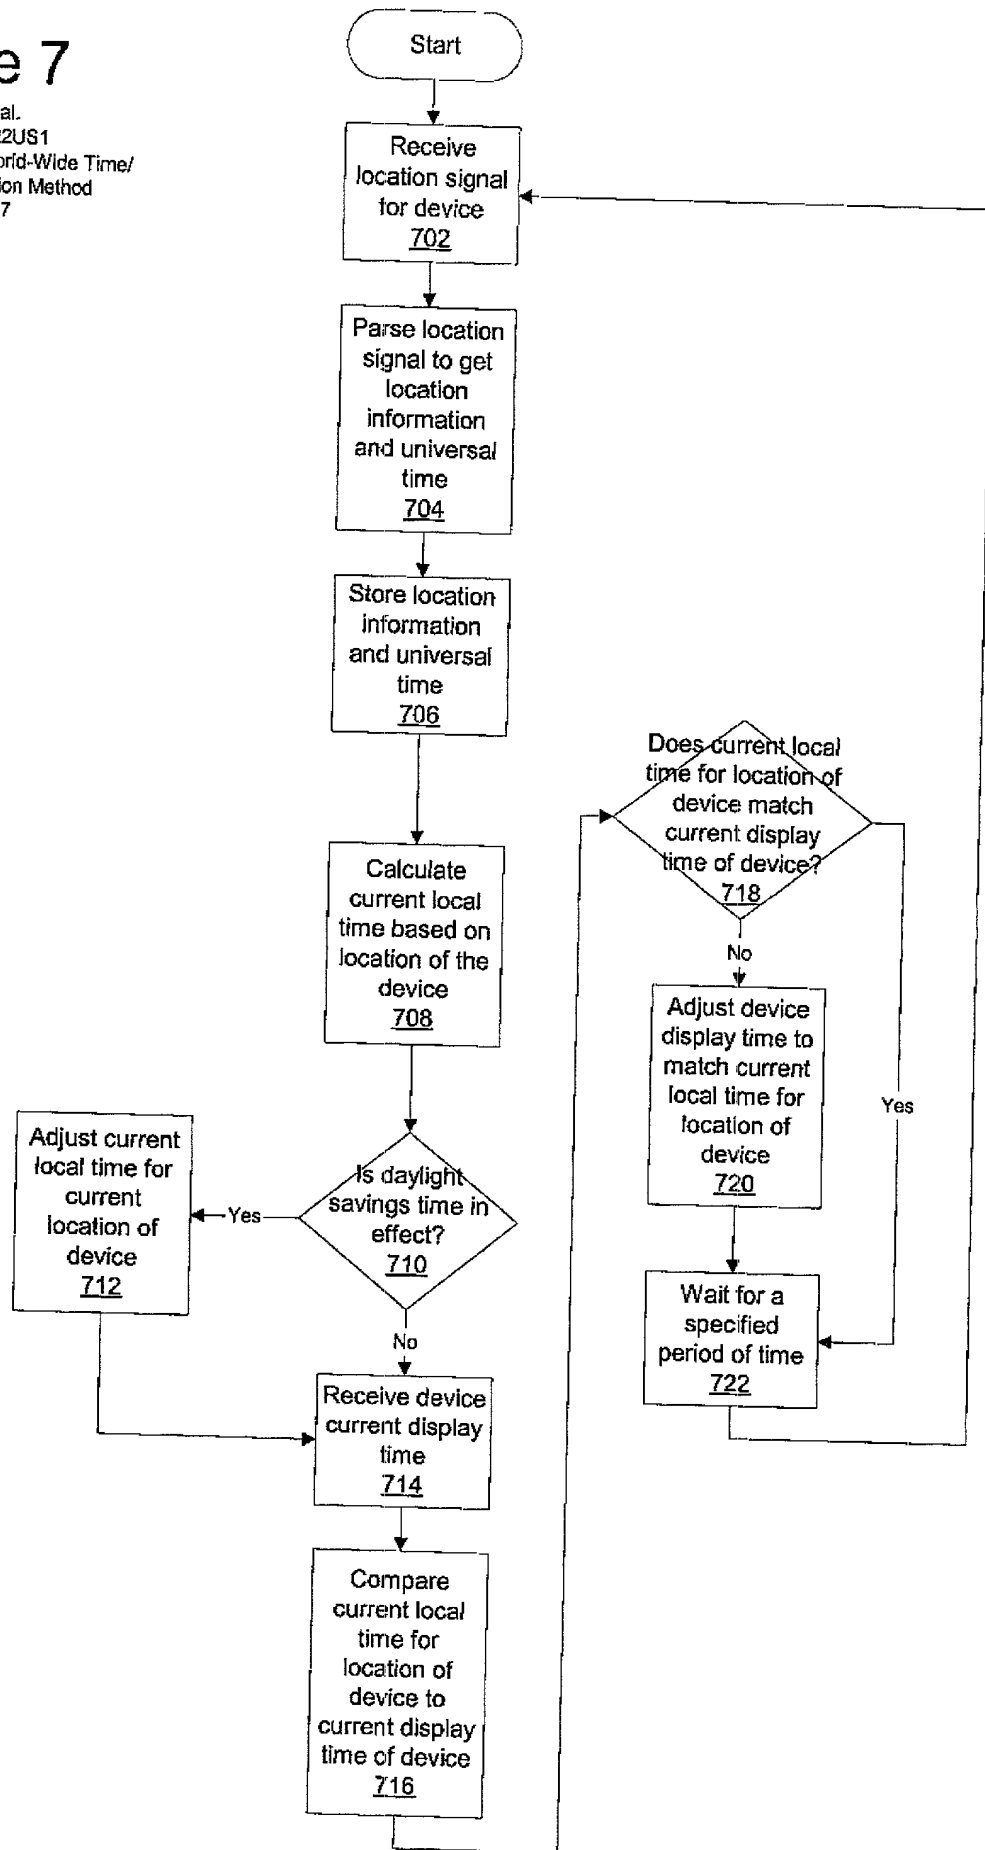 e 7
al.
2US1
orld-Wide Time/
ion Method
7
Start
Receive
location signal
for device
702
Parse location
signal to get
location
information
and universal
time
704
Store location
information
and universal
time
706
Calculate
current local
time based on
location of the
device
708
Is daylight
savings time in
effect?
710
Yes
No
Adjust current
local time for
current
location of
device
712
Receive device
current display
time
714
Compare
current local
time for
location of
device to
current display
time of device
716
Does current local
time for location of
device match
current display
time of device?
718
No
Yes
Adjust device
display time to
match current
local time for
location of
device
720
Wait for a
specified
period of time
722